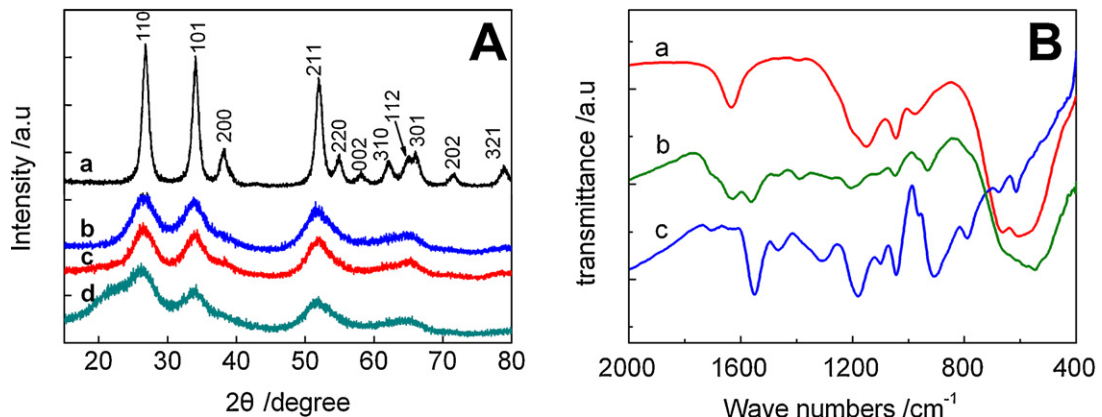 A
110
101
200
211
220
002
310
112
301
202
321
a
b
c
d
Intensity /a.u
20 30 40 50 60 70 80
2θ /degree
B
a
b
c
transmittance /a.u
2000 1600 1200 800 400
Wave numbers /cm⁻¹